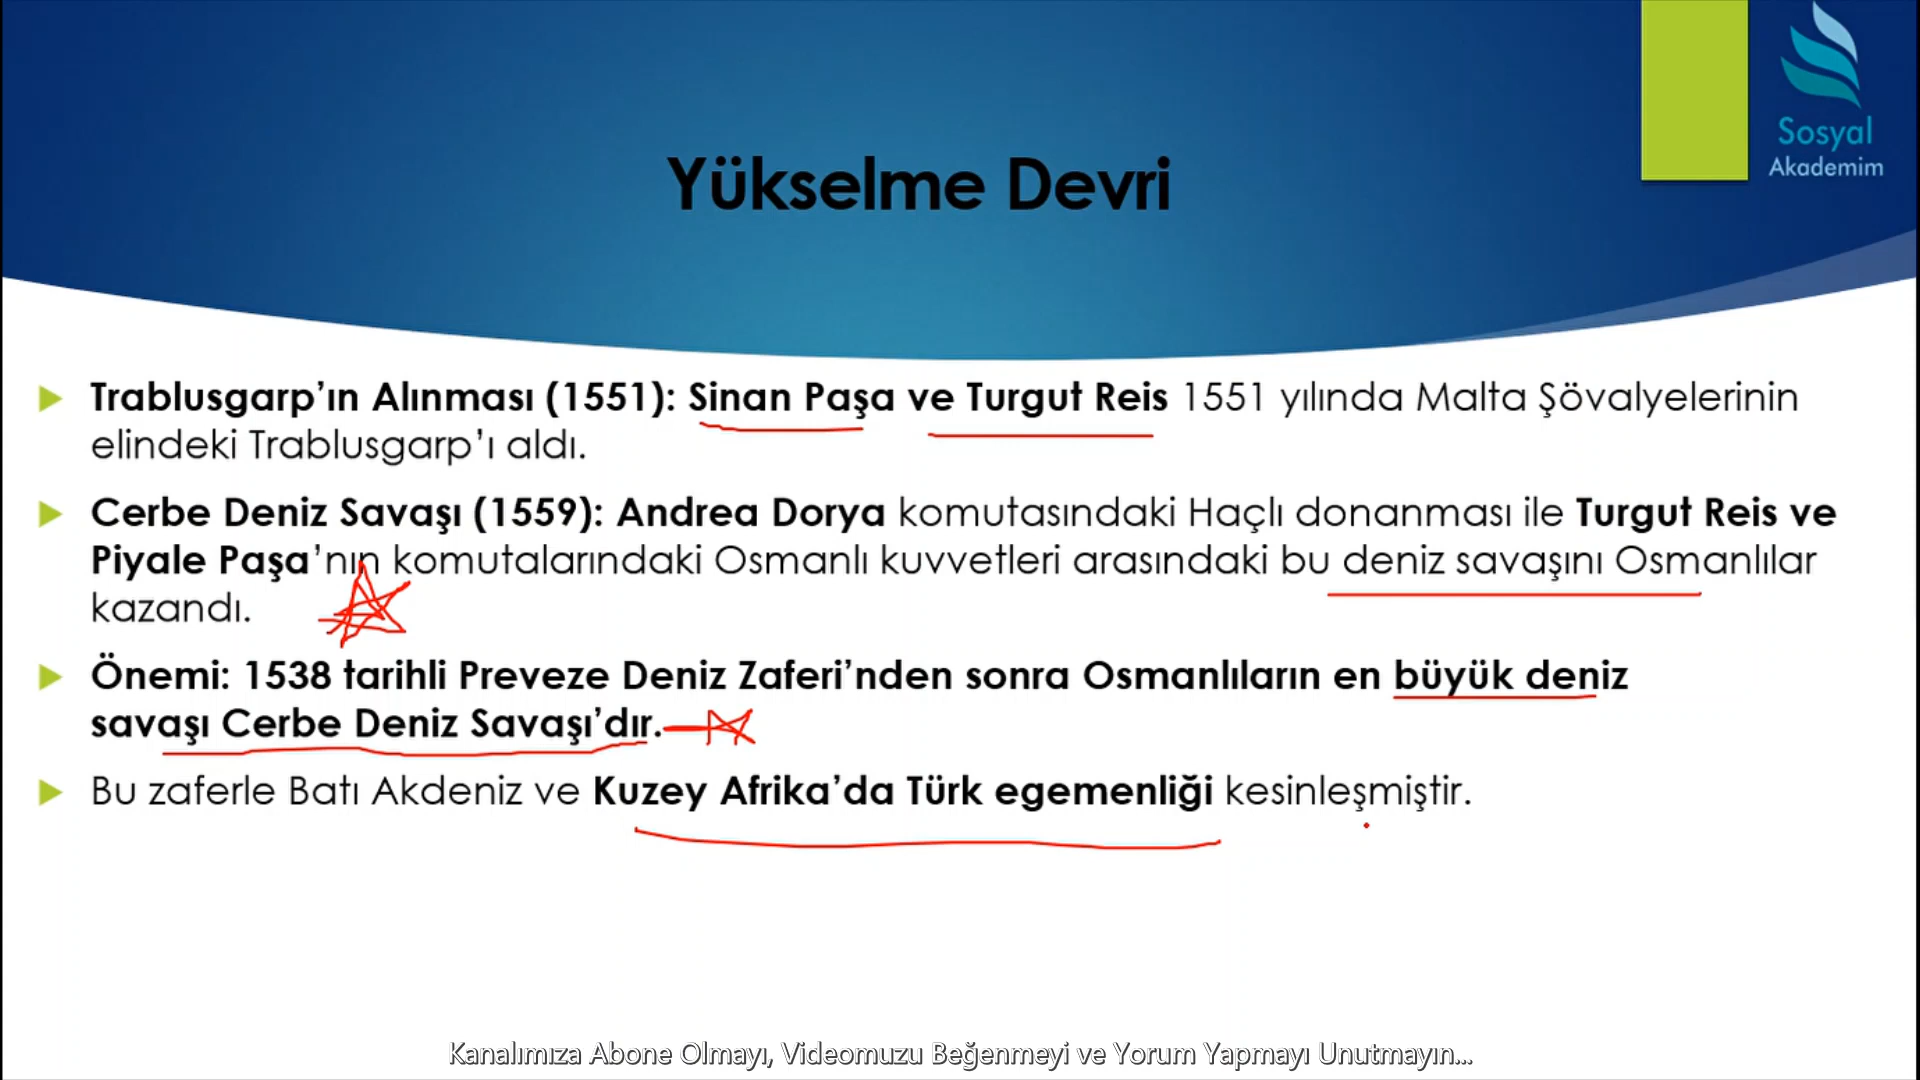 Sosyal
Akademim
Yükselme Devri
Trablusgarp’ın Alınması (1551): Sinan Paşa ve Turgut Reis 1551 yılında Malta Şövalyelerinin
elindeki Trablusgarp’ı aldı.
Cerbe Deniz Savaşı (1559): Andrea Dorya komutasındaki Haçlı donanması ile Turgut Reis ve
Piyale Paşa’nın komutalarındaki Osmanlı kuvvetleri arasındaki bu deniz savaşını Osmanlılar
kazandı.
Önemi: 1538 tarihli Preveze Deniz Zaferi’nden sonra Osmanlıların en büyük deniz
savaşı Cerbe Deniz Savaşı’dır.
Bu zaferle Batı Akdeniz ve Kuzey Afrika’da Türk egemenliği kesinleşmiştir.
Kanalımıza Abone Olmayı, Videomuzu Beğenmeyi ve Yorum Yapmayı Unutmayın...